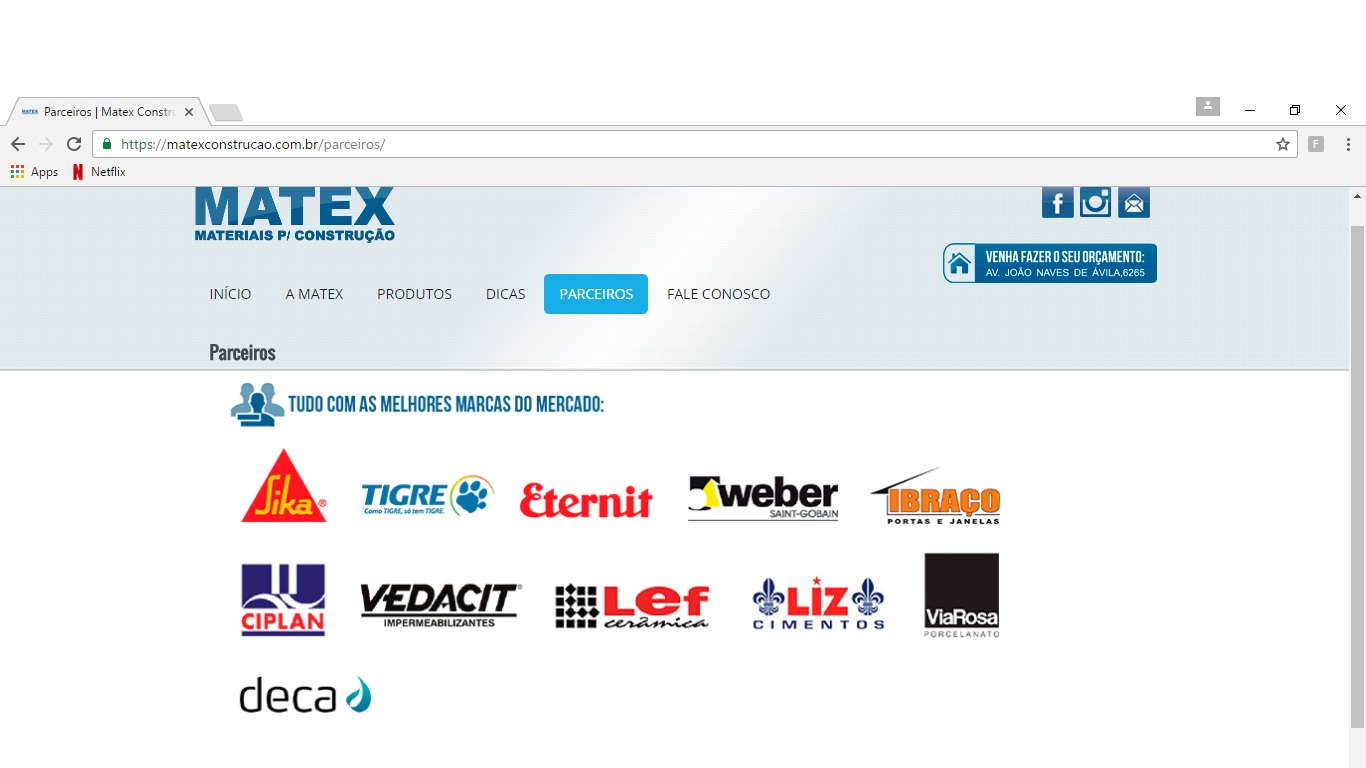 Parceiros | Matex Constru
https://matexconstrucao.com.br/parceiros/
F
Apps
Netflix
MATEX
MATERIAIS P/ CONSTRUÇÃO
VENHA FAZER O SEU ORÇAMENTO:
AV. JOÃO NAVES DE ÁVILA,6265
INÍCIO A MATEX PRODUTOS DICAS PARCEIROS FALE CONOSCO
Parceiros
TUDO COM AS MELHORES MARCAS DO MERCADO:
Sika®
TIGRE
Como TIGRE, só tem TIGRE.
Eternit
weber
SAINT-GOBAIN
IBRAÇO
PORTAS E JANELAS
CIPLAN
VEDACIT®
IMPERMEABILIZANTES
Lef
cerâmica
LIZ
CIMENTOS
ViaRosa
PORCELANATO
deca